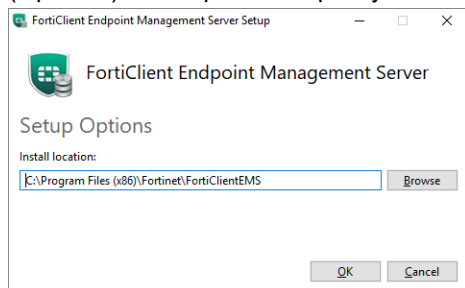 FortiClient Endpoint Management Server Setup
FortiClient Endpoint Management Server
Setup Options
Install location:
C:\Program Files (x86)\Fortinet\FortiClientEMS
Browse
OK
Cancel